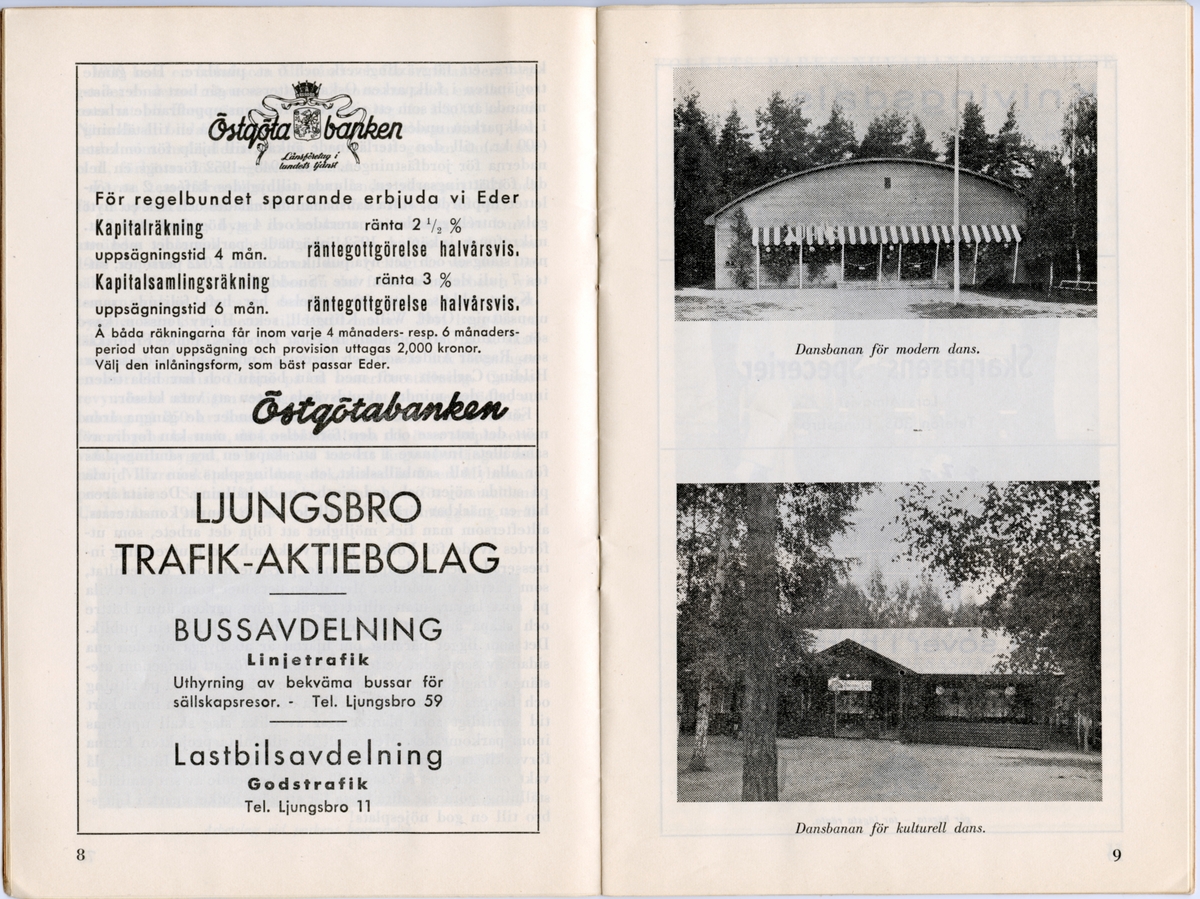 Östgöta banken
Länsföretag i
landets tjänst
För regelbundet sparande erbjuda vi Eder
Kapitalräkning ränta 2 ½ %
uppsägningstid 4 mån. räntegottgörelse halvårsvis.
Kapitalsamlingsräkning ränta 3 %
uppsägningstid 6 mån. räntegottgörelse halvårsvis.
Å båda räkningarna får inom varje 4 månaders- resp. 6 månaders-
period utan uppsägning och provision uttagas 2,000 kronor.
Välj den inlåningsform, som bäst passar Eder.
Östgötabanken
LJUNGSBRO
TRAFIK-AKTIEBOLAG
BUSSAVDELNING
Linjetrafik
Uthyrning av bekväma bussar för
sällskapsresor. - Tel. Ljungsbro 59
Lastbilsavdelning
Godstrafik
Tel. Ljungsbro 11
8
Dansbanan för modern dans.
Dansbanan för kulturell dans.
9